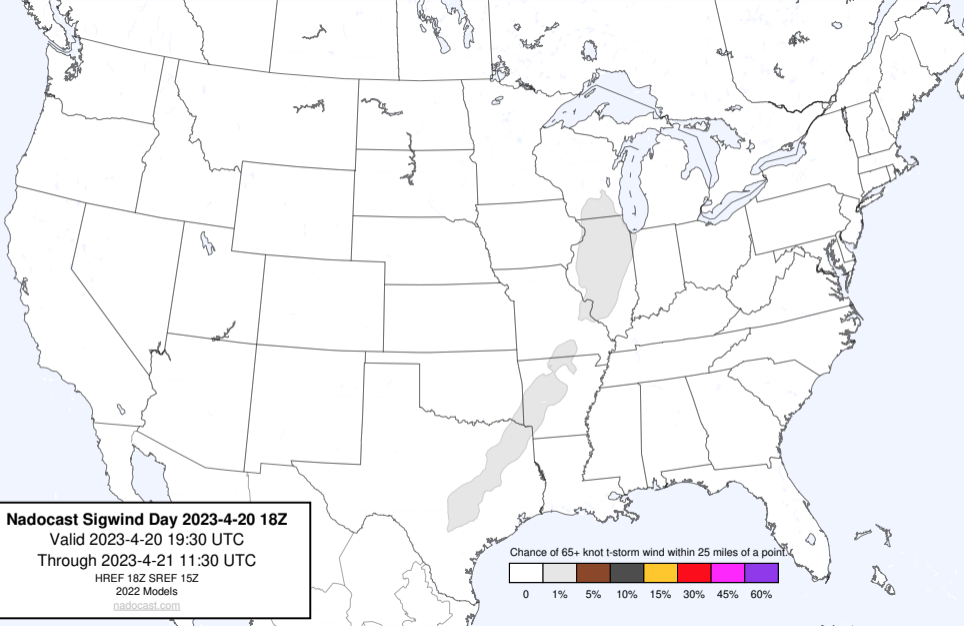 Nadocast Sigwind Day 2023-4-20 18Z
Valid 2023-4-20 19:30 UTC
Through 2023-4-21 11:30 UTC
HREF 18Z SREF 15Z
2022 Models
nadocast.com
Chance of 65+ knot t-storm wind within 25 miles of a point.
0 1% 5% 10% 15% 30% 45% 60%